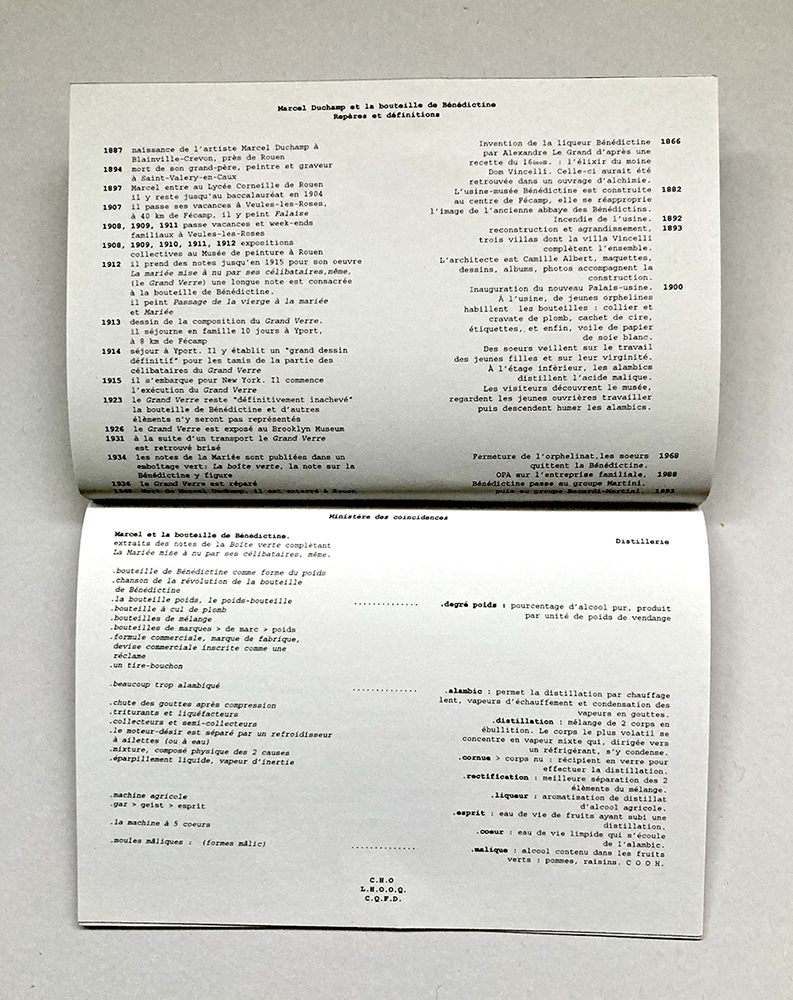 Marcel Duchamp et la bouteille de Bénédictine
Repères et définitions
1887 naissance de l'artiste Marcel Duchamp à
Blainville-Crevon, près de Rouen
1894 mort de son grand-père, peintre et graveur
à Saint-Valery-en-Caux
1897 Marcel entre au Lycée Corneille de Rouen
il y reste jusqu'au baccalauréat en 1904
1907 il passe ses vacances à Veules-les-Roses,
à 40 km de Fécamp, il y peint Falaise
1908, 1909, 1911 passe vacances et week-ends
familiaux à Veules-les-Roses
1908, 1909, 1910, 1911, 1912 expositions
collectives au Musée de peinture à Rouen
1912 il prend des notes jusqu'en 1915 pour son oeuvre
La mariée mise à nu par ses célibataires,même,
(le Grand Verre) une longue note est consacrée
à la bouteille de Bénédictine.
il peint Passage de la vierge à la mariée
et Mariée
1913 dessin de la composition du Grand Verre.
il séjourne en famille 10 jours à Yport,
à 8 km de Fécamp
1914 séjour à Yport. Il y établit un "grand dessin
définitif" pour les tamis de la partie des
célibataires du Grand Verre
1915 il s'embarque pour New York. Il commence
l'exécution du Grand Verre
1923 le Grand Verre reste "définitivement inachevé"
la bouteille de Bénédictine et d'autres
élèments n'y seront pas représentés
1926 le Grand Verre est exposé au Brooklyn Museum
1931 à la suite d'un transport le Grand Verre
est retrouvé brisé
1934 les notes de la Mariée sont publiées dans un
emboîtage vert: La boîte verte, la note sur la
Bénédictine y figure
1936 le Grand Verre est réparé
Mort de Marcel Duchamp, il est enterré à Rouen
Invention de la liqueur Bénédictine 1866
par Alexandre Le Grand d'après une
recette du 16ème s. : l'élixir du moine
Dom Vincelli. Celle-ci aurait été
retrouvée dans un ouvrage d'alchimie.
L'usine-musée Bénédictine est construite 1882
au centre de Fécamp, elle se réapproprie
l'image de l'ancienne abbaye des Bénédictins.
Incendie de l'usine. 1892
reconstruction et agrandissement, 1893
trois villas dont la villa Vincelli
complètent l'ensemble.
L'architecte est Camille Albert, maquettes,
dessins, albums, photos accompagnent la
construction.
Inauguration du nouveau Palais-usine. 1900
À l'usine, de jeunes orphelines
habillent les bouteilles : collier et
cravate de plomb, cachet de cire,
étiquettes, et enfin, voile de papier
de soie blanc.
Des soeurs veillent sur le travail
des jeunes filles et sur leur virginité.
À l'étage infèrieur, les alambics
distillent l'acide malique.
Les visiteurs découvrent le musée,
regardent les jeunes ouvrières travailler
puis descendent humer les alambics.
Fermeture de l'orphelinat,les soeurs 1968
quittent la Bénédictine.
OPA sur l'entreprise familiale. 1988
Bénédictine passe au groupe Martini.
puis au groupe Bacardi-Martini.
Ministère des coïncidences
Marcel et la bouteille de Bénédictine.
extraits des notes de la Boîte verte complètant
La Mariée mise à nu par ses célibataires, même.
Distillerie
.bouteille de Bénédictine comme forme du poids
.chanson de la révolution de la bouteille
de Bénédictine
.la bouteille poids, le poids-bouteille
.bouteille à cul de plomb
.bouteilles de mélange
.bouteilles de marques > de marc > poids
.formule commerciale, marque de fabrique,
devise commerciale inscrite comme une
réclame
.un tire-bouchon
.............. .degré poids : pourcentage d'alcool pur, produit
par unité de poids de vendange
.beaucoup trop alambiqué
.chute des gouttes après compression
.triturants et liquéfacteurs
.collecteurs et semi-collecteurs
.le moteur-désir est séparé par un refroidisseur
à ailettes (ou à eau)
.mixture, composé physique des 2 causes
.éparpillement liquide, vapeur d'inertie
.machine agricole
.gaz > geist > esprit
.la machine à 5 coeurs
.moules mâliques : (formes mâlic)
.............. .alambic : permet la distillation par chauffage
lent, vapeurs d'échauffement et condensation des
vapeurs en gouttes.
.distillation : mélange de 2 corps en
ébullition. Le corps le plus volatil se
concentre en vapeur mixte qui, dirigée vers
un réfrigérant, s'y condense.
.cornue > corps nu : récipient en verre pour
effectuer la distillation.
.rectification : meilleure séparation des 2
élèments du mélange.
.liqueur : aromatisation de distillat
d'alcool agricole.
.esprit : eau de vie de fruits ayant subi une
distillation.
.coeur : eau de vie limpide qui s'écoule
de l'alambic.
.............. .malique : alcool contenu dans les fruits
verts : pommes, raisins. C O O H.
C.H.O
L.H.O.O.Q.
C.Q.F.D.